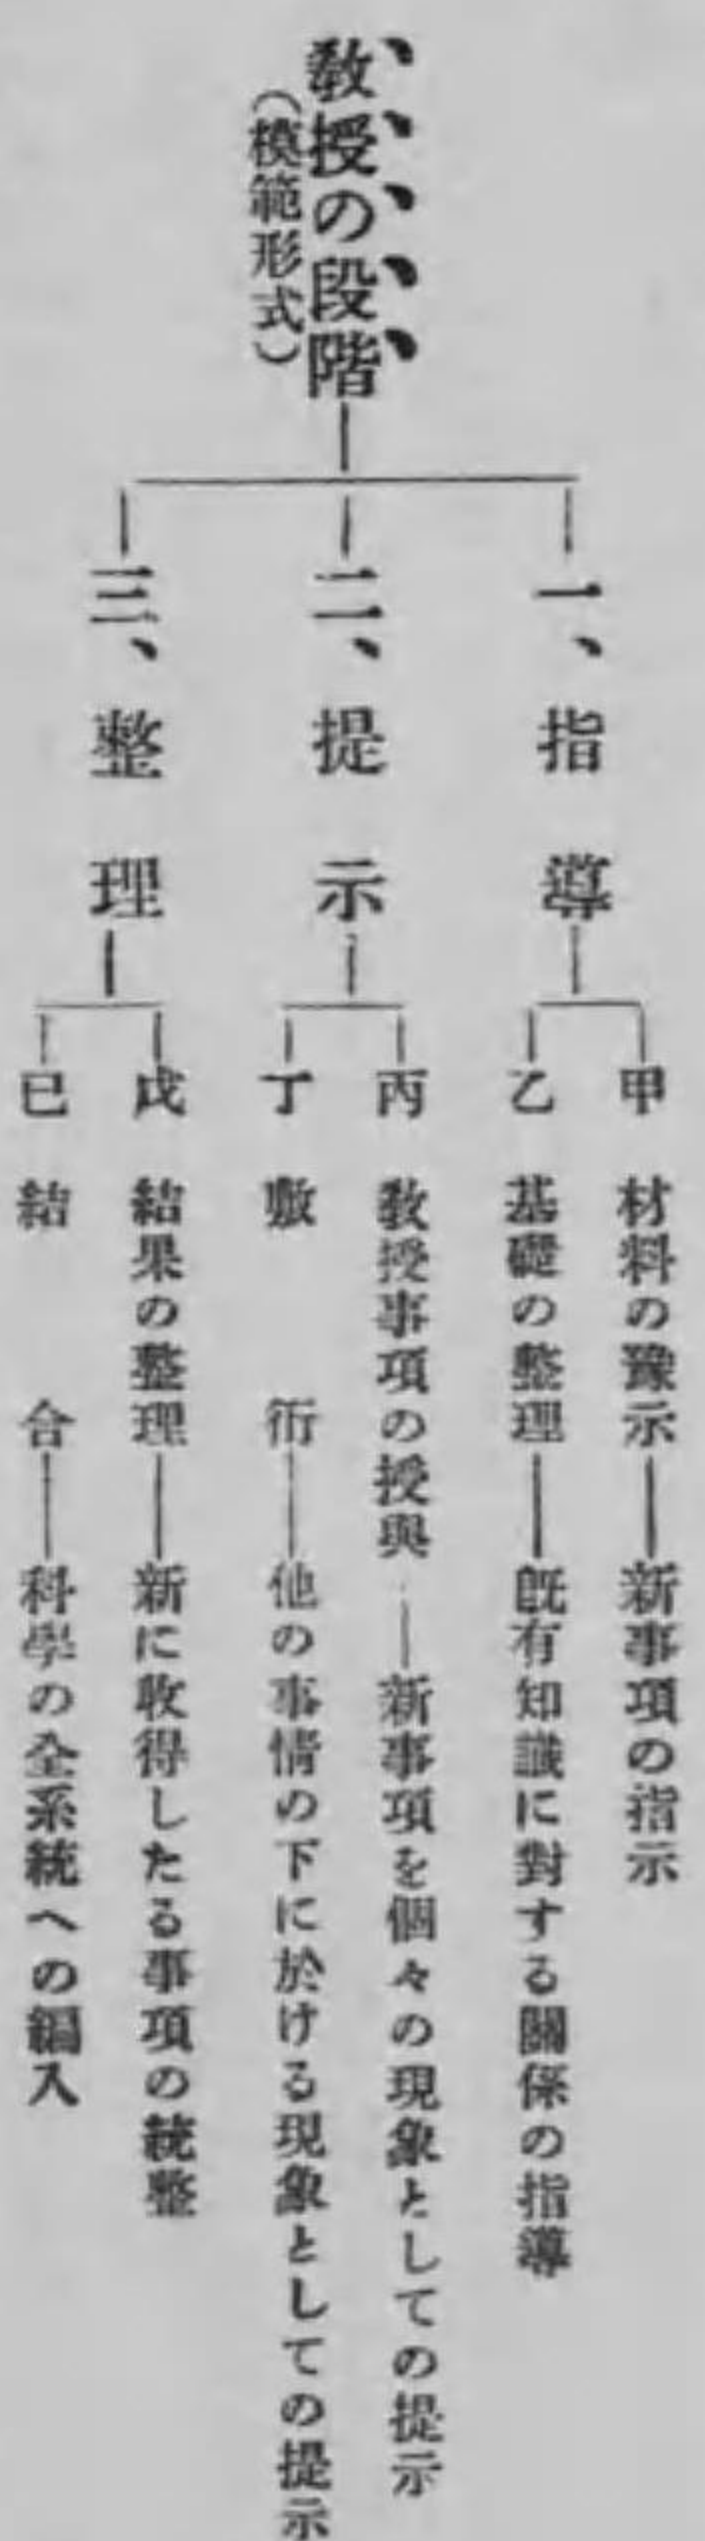 教授の段階
(模範形式)
一、指導
甲 材料の豫示──新事項の指示
乙 基礎の整理──既有知識に對する關係の指導
二、提示
丙 教授事項の授與──新事項を個々の現象としての提示
丁 敷衍──他の事情の下に於ける現象としての提示
三、整理
戊 結果の整理──新に收得したる事項の統整
己 結合──科學の全系統への編入